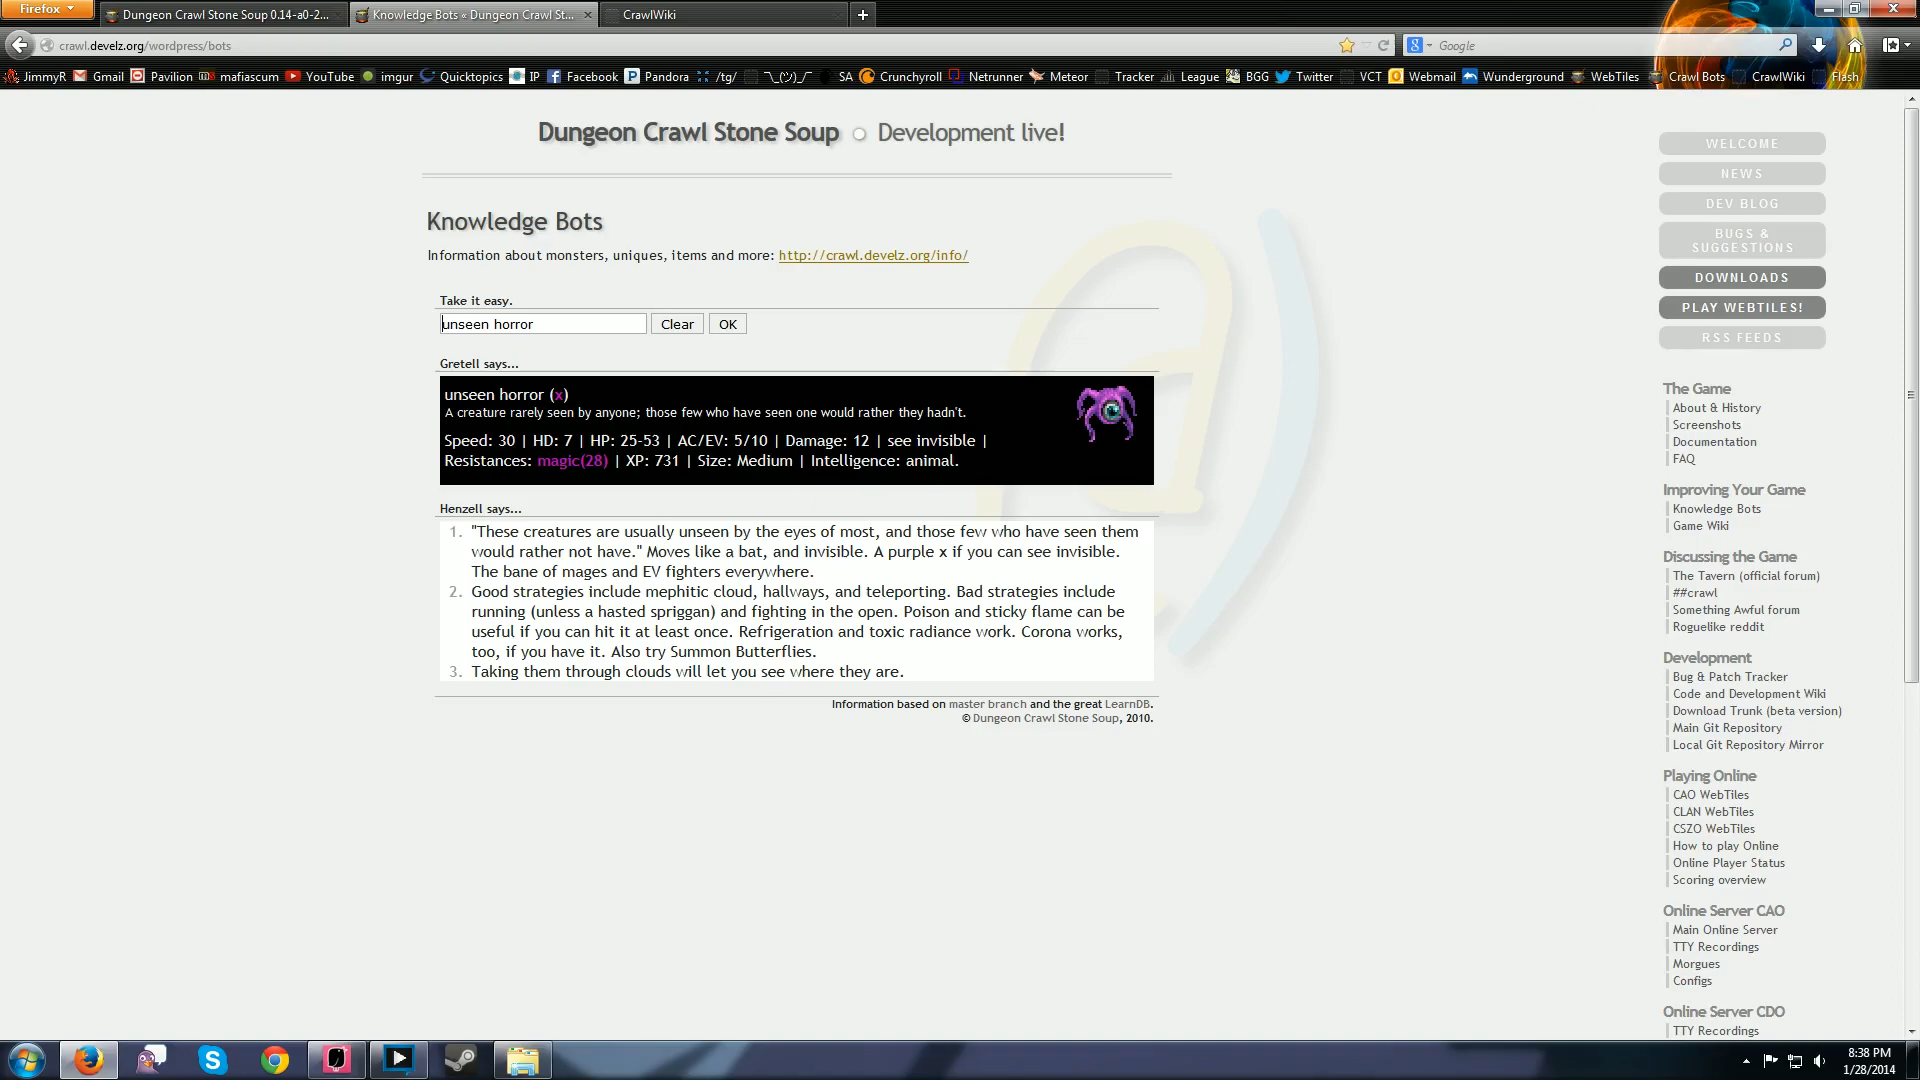 Firefox
Dungeon Crawl Stone Soup 0.14-a0-2...
Knowledge Bots « Dungeon Crawl St...
CrawlWiki
crawl.develz.org/wordpress/bots
Google
JimmyR Gmail Pavilion mafiascum YouTube imgur Quicktopics IP Facebook Pandora /tg/ ¯\_(ツ)_/¯ SA Crunchyroll Netrunner Meteor Tracker League BGG Twitter VCT Webmail Wunderground WebTiles Crawl Bots CrawlWiki Flash
Dungeon Crawl Stone Soup Development live!
Knowledge Bots
Information about monsters, uniques, items and more: http://crawl.develz.org/info/
Take it easy.
unseen horror Clear OK
Gretell says...
unseen horror (x)
A creature rarely seen by anyone; those few who have seen one would rather they hadn't.
Speed: 30 | HD: 7 | HP: 25-53 | AC/EV: 5/10 | Damage: 12 | see invisible |
Resistances: magic(28) | XP: 731 | Size: Medium | Intelligence: animal.
Henzell says...
1. "These creatures are usually unseen by the eyes of most, and those few who have seen them
would rather not have." Moves like a bat, and invisible. A purple x if you can see invisible.
The bane of mages and EV fighters everywhere.
2. Good strategies include mephitic cloud, hallways, and teleporting. Bad strategies include
running (unless a hasted spriggan) and fighting in the open. Poison and sticky flame can be
useful if you can hit it at least once. Refrigeration and toxic radiance work. Corona works,
too, if you have it. Also try Summon Butterflies.
3. Taking them through clouds will let you see where they are.
Information based on master branch and the great LearnDB.
© Dungeon Crawl Stone Soup, 2010.
WELCOME
NEWS
DEV BLOG
BUGS &
SUGGESTIONS
DOWNLOADS
PLAY WEBTILES!
RSS FEEDS
The Game
About & History
Screenshots
Documentation
FAQ
Improving Your Game
Knowledge Bots
Game Wiki
Discussing the Game
The Tavern (official forum)
##crawl
Something Awful forum
Roguelike reddit
Development
Bug & Patch Tracker
Code and Development Wiki
Download Trunk (beta version)
Main Git Repository
Local Git Repository Mirror
Playing Online
CAO WebTiles
CLAN WebTiles
CSZO WebTiles
How to play Online
Online Player Status
Scoring overview
Online Server CAO
Main Online Server
TTY Recordings
Morgues
Configs
Online Server CDO
TTY Recordings
8:38 PM
1/28/2014